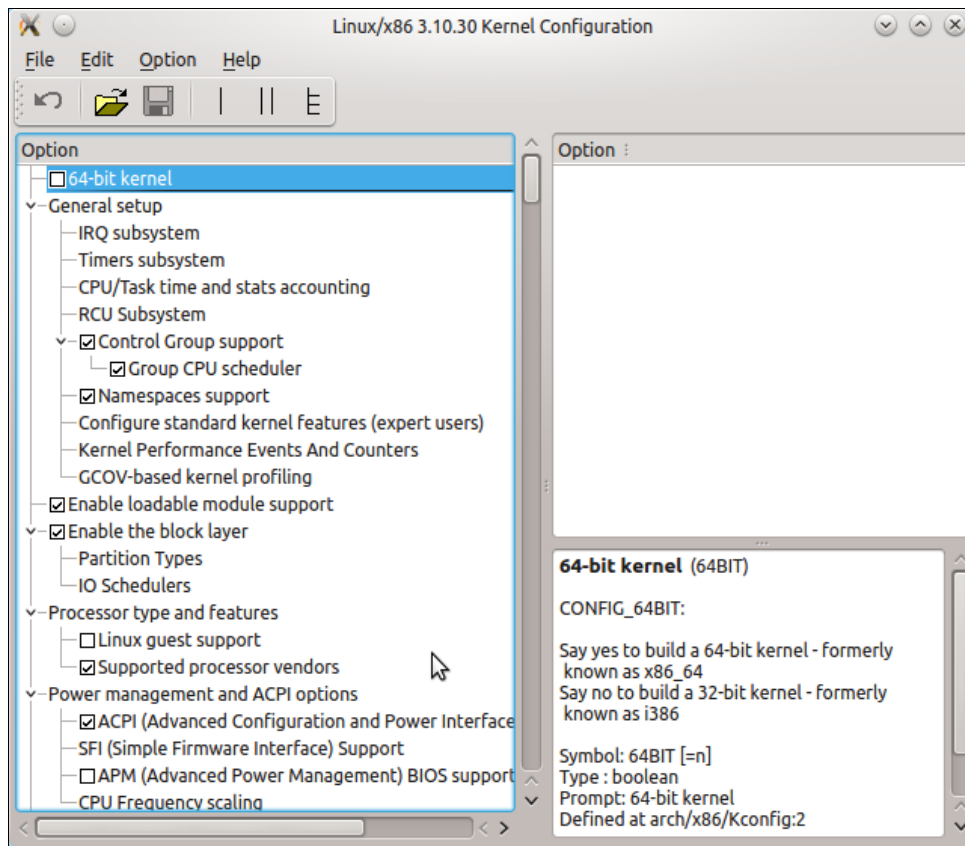 Linux/x86 3.10.30 Kernel Configuration
File Edit Option Help
Option
64-bit kernel
General setup
IRQ subsystem
Timers subsystem
CPU/Task time and stats accounting
RCU Subsystem
Control Group support
Group CPU scheduler
Namespaces support
Configure standard kernel features (expert users)
Kernel Performance Events And Counters
GCOV-based kernel profiling
Enable loadable module support
Enable the block layer
Partition Types
IO Schedulers
Processor type and features
Linux guest support
Supported processor vendors
Power management and ACPI options
ACPI (Advanced Configuration and Power Interface
SFI (Simple Firmware Interface) Support
APM (Advanced Power Management) BIOS support
CPU Frequency scaling
Option
64-bit kernel (64BIT)
CONFIG_64BIT:
Say yes to build a 64-bit kernel - formerly
known as x86_64
Say no to build a 32-bit kernel - formerly
known as i386
Symbol: 64BIT [=n]
Type : boolean
Prompt: 64-bit kernel
Defined at arch/x86/Kconfig:2